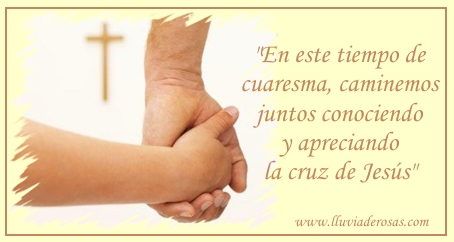 "En este tiempo de
cuaresma, caminemos
juntos conociendo
y apreciando
la cruz de Jesús"
www.lluviaderosas.com